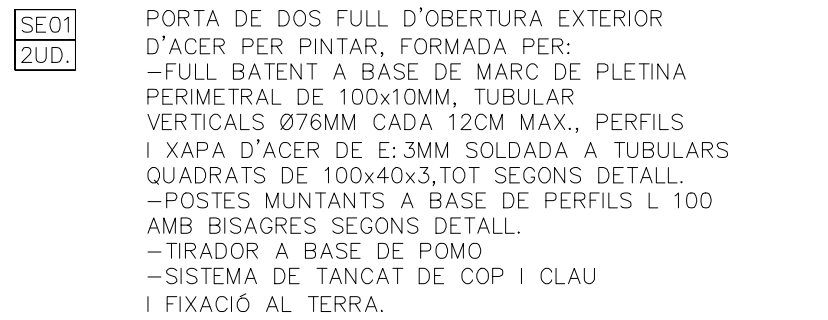 SE01
2UD.
PORTA DE DOS FULL D'OBERTURA EXTERIOR
D'ACER PER PINTAR, FORMADA PER:
-FULL BATENT A BASE DE MARC DE PLETINA
PERIMETRAL DE 100x10MM, TUBULAR
VERTICALS Ø76MM CADA 12CM MAX., PERFILS
I XAPA D'ACER DE E:3MM SOLDADA A TUBULARS
QUADRATS DE 100x40x3,TOT SEGONS DETALL.
-POSTES MUNTANTS A BASE DE PERFILS L 100
AMB BISAGRES SEGONS DETALL.
-TIRADOR A BASE DE POMO
-SISTEMA DE TANCAT DE COP I CLAU
I FIXACIÓ AL TERRA.